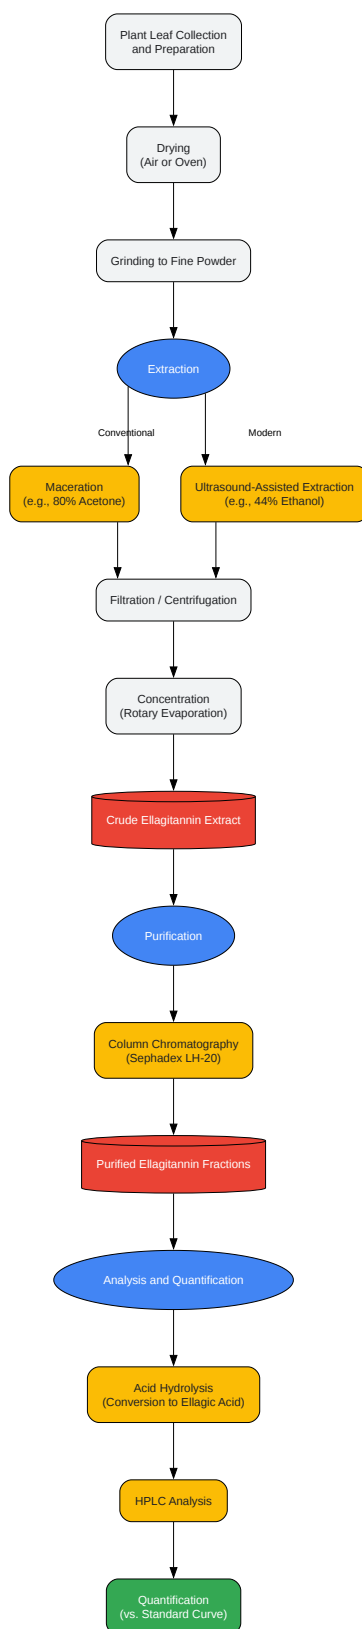 Plant Leaf Collection
and Preparation
Drying
(Air or Oven)
Grinding to Fine Powder
Extraction
Conventional
Modern
Maceration
(e.g., 80% Acetone)
Ultrasound-Assisted Extraction
(e.g., 44% Ethanol)
Filtration / Centrifugation
Concentration
(Rotary Evaporation)
Crude Ellagitannin Extract
Purification
Column Chromatography
(Sephadex LH-20)
Purified Ellagitannin Fractions
Analysis and Quantification
Acid Hydrolysis
(Conversion to Ellagic Acid)
HPLC Analysis
Quantification
(vs. Standard Curve)